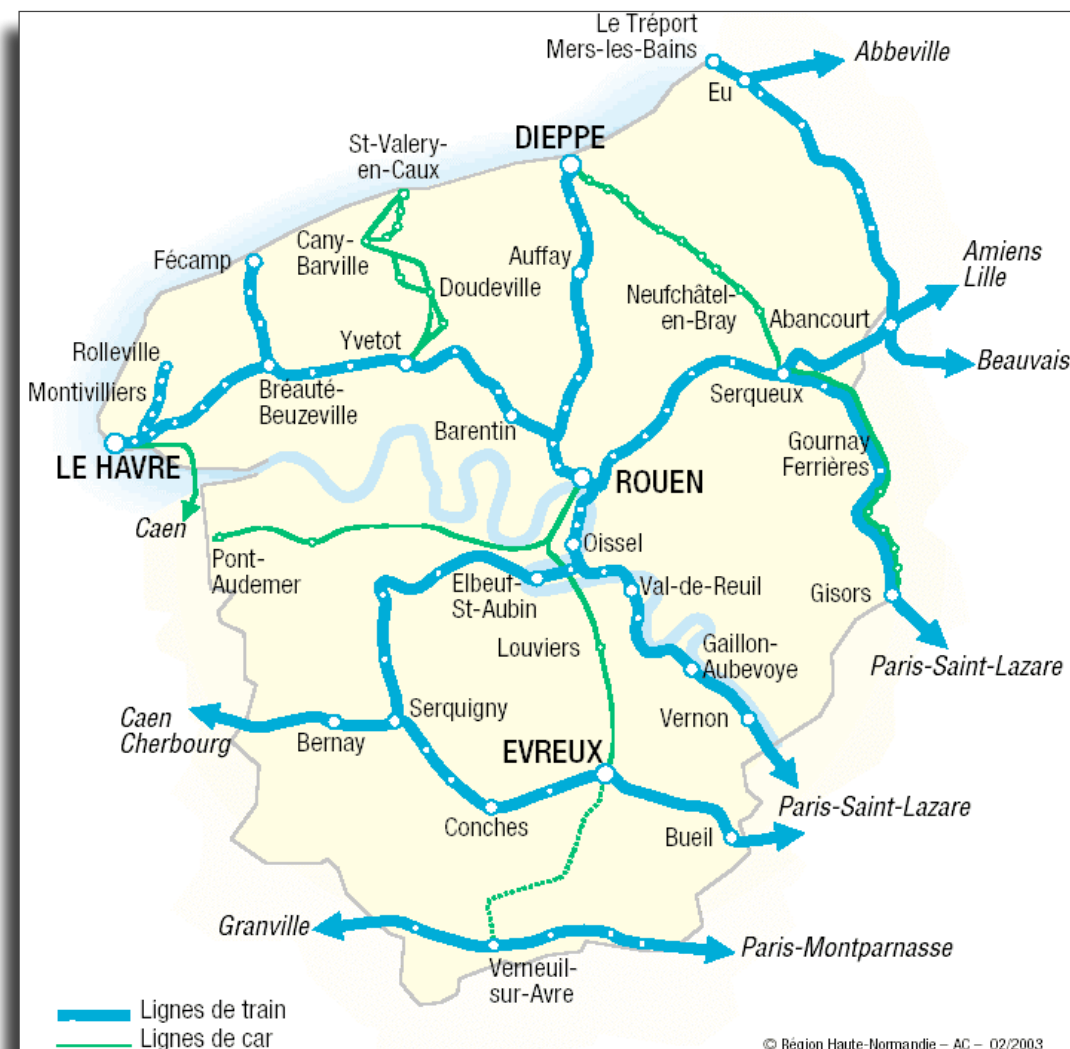 Le Tréport
Mers-les-Bains
Abbeville
Eu
DIEPPE
St-Valery-
en-Caux
Fécamp
Cany-
Barville
Auffay
Amiens
Lille
Doudeville
Neufchâtel-
en-Bray
Abancourt
Rolleville
Yvetot
Beauvais
Montivilliers
Bréauté-
Beuzeville
Serqueux
Barentin
Gournay
Ferrières
LE HAVRE
ROUEN
Caen
Pont-
Audemer
Oissel
Elbeuf-
St-Aubin
Val-de-Reuil
Gisors
Louviers
Gaillon-
Aubevoye
Paris-Saint-Lazare
Caen
Cherbourg
Serquigny
Bernay
Vernon
EVREUX
Paris-Saint-Lazare
Conches
Bueil
Granville
Paris-Montparnasse
Verneuil-
sur-Avre
Lignes de train
Lignes de car
© Région Haute-Normandie – AC – 02/2003